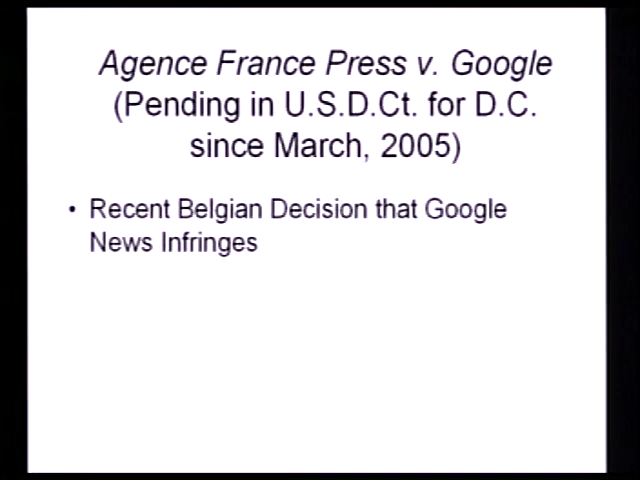 Agence France Press v. Google
(Pending in U.S.D.Ct. for D.C.
since March, 2005)
• Recent Belgian Decision that Google
News Infringes